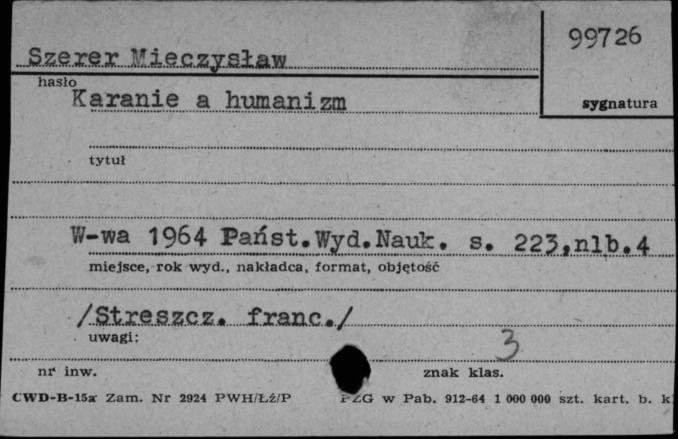 99726
Szerer Mieczysław
hasło
sygnatura
Karanie a humanizm
tytuł
W-wa 1964 Państ.Wyd.Nauk. s. 223,nlb.4
miejsce, rok wyd., nakładca, format, objętość
/Streszcz. franc./
uwagi:
3
nr inw.
znak klas.
CWD-B-15a Zam. Nr 2924 PWH/Łź/P PZG w Pab. 912-64 1 000 000 szt. kart. b. k